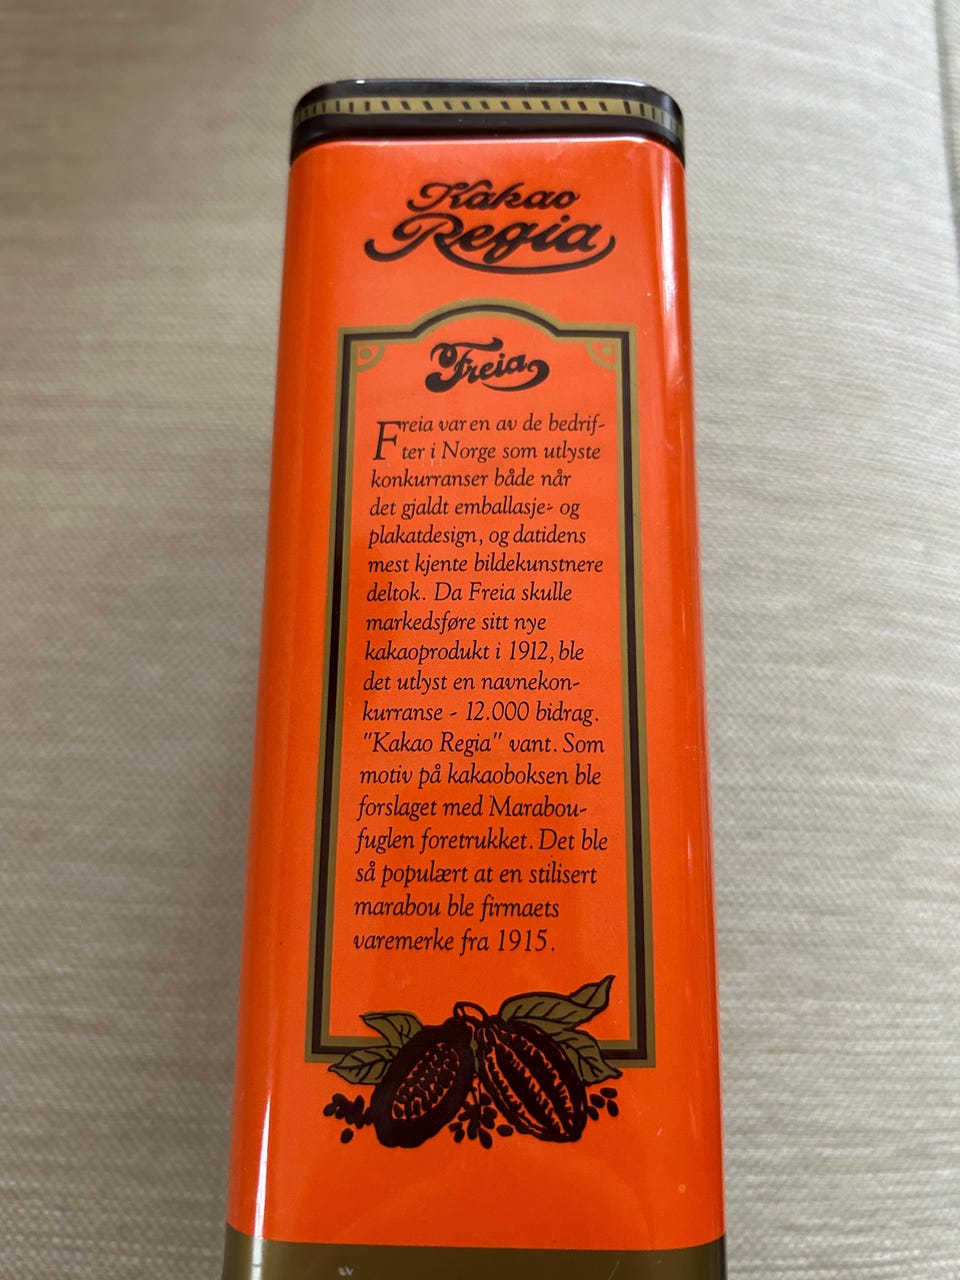 Kakao
Regia
Freia
Freia var en av de bedrif-
ter i Norge som utlyste
konkurranser både når
det gjaldt emballasje- og
plakatdesign, og datidens
mest kjente bildekunstnere
deltok. Da Freia skulle
markedsføre sitt nye
kakaoprodukt i 1912, ble
det utlyst en navnekon-
kurranse - 12.000 bidrag.
"Kakao Regia" vant. Som
motiv på kakaoboksen ble
forslaget med Marabou-
fuglen foretrukket. Det ble
så populært at en stilisert
marabou ble firmaets
varemerke fra 1915.